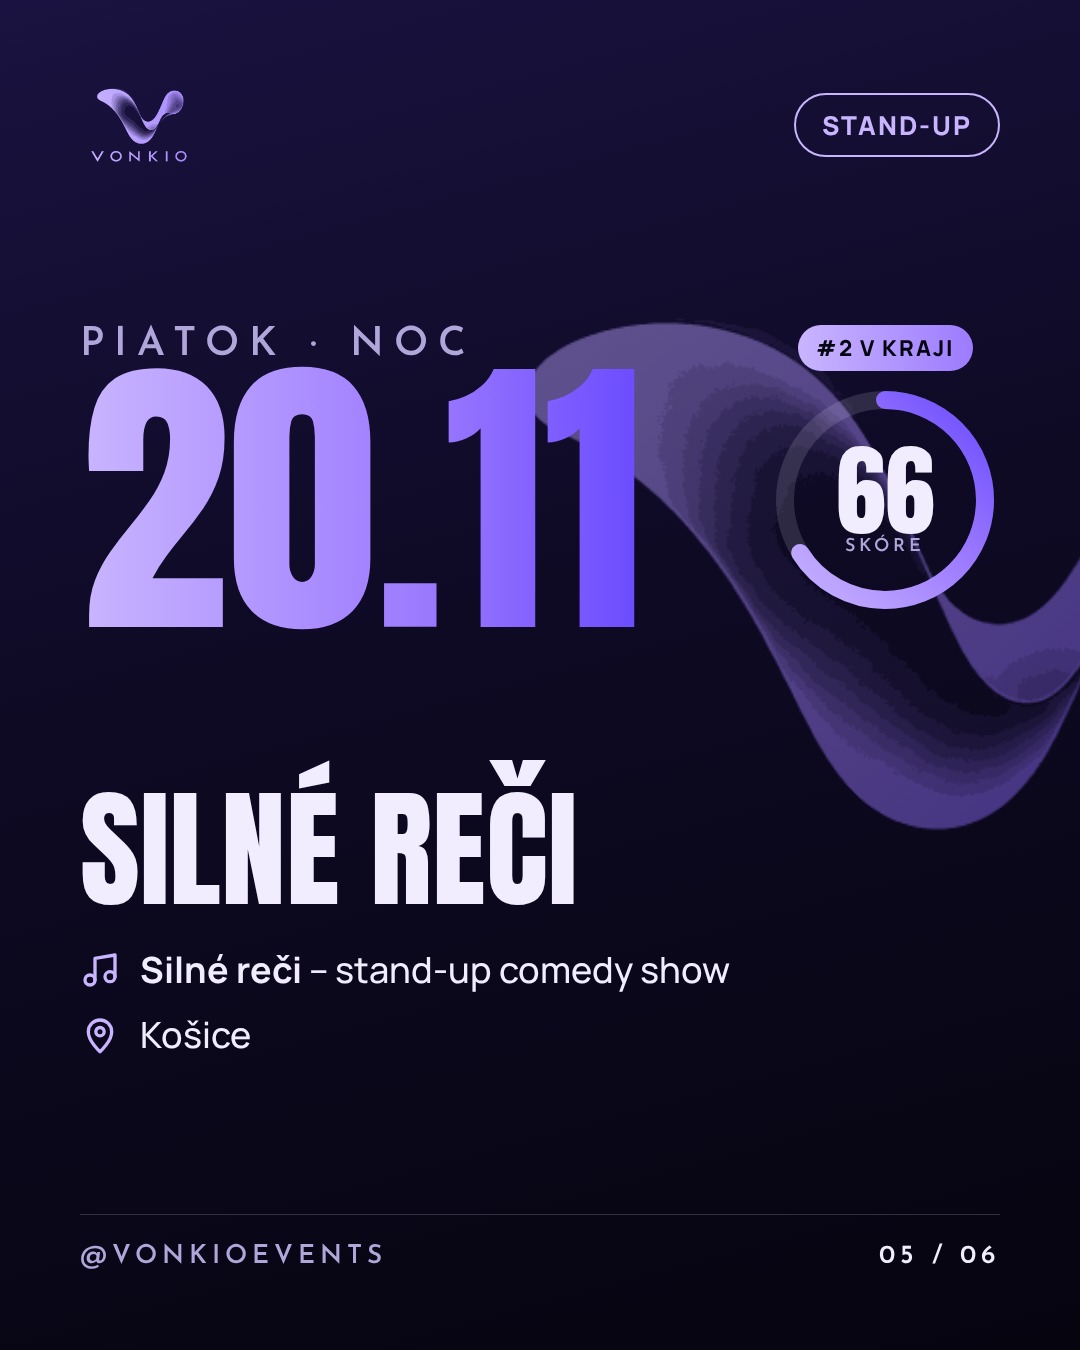 VONKIO
STAND-UP
PIATOK · NOC
20.11
#2 V KRAJI
66
SKÓRE
SILNÉ REČI
Silné reči – stand-up comedy show
Košice
@VONKIOEVENTS
05 / 06